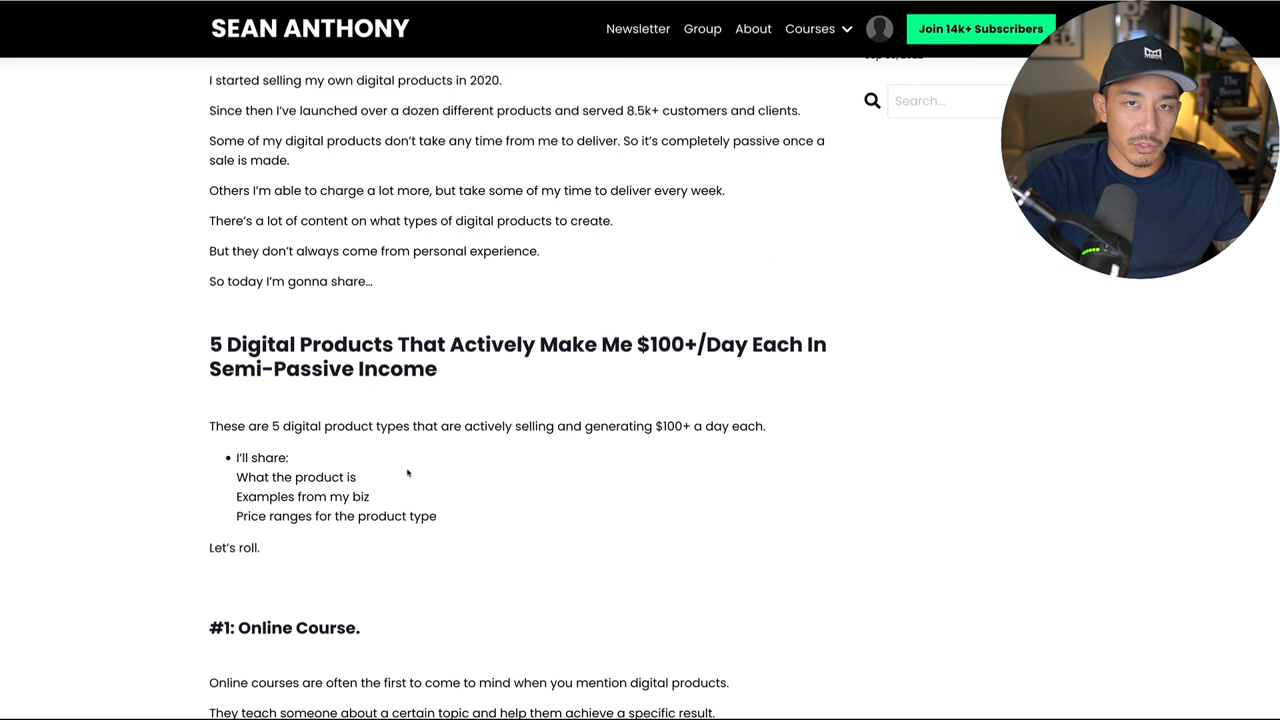 SEAN ANTHONY
Newsletter
Group
About
Courses
Join 14k+ Subscribers
Search...
I started selling my own digital products in 2020.
Since then I've launched over a dozen different products and served 8.5k+ customers and clients.
Some of my digital products don't take any time from me to deliver. So it's completely passive once a
sale is made.
Others I'm able to charge a lot more, but take some of my time to deliver every week.
There's a lot of content on what types of digital products to create.
But they don't always come from personal experience.
So today I'm gonna share...
5 Digital Products That Actively Make Me $100+/Day Each In
Semi-Passive Income
These are 5 digital product types that are actively selling and generating $100+ a day each.
• I'll share:
What the product is
Examples from my biz
Price ranges for the product type
Let's roll.
#1: Online Course.
Online courses are often the first to come to mind when you mention digital products.
They teach someone about a certain topic and help them achieve a specific result.